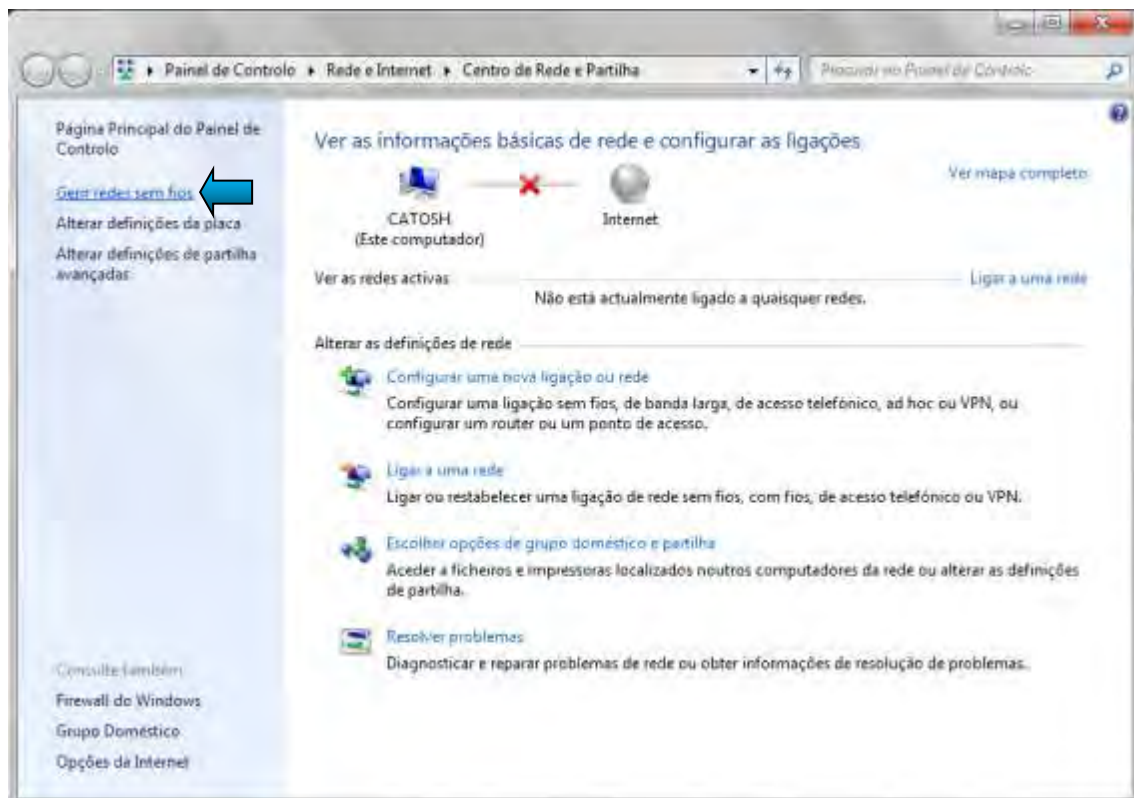 Painel de Controlo ▸ Rede e Internet ▸ Centro de Rede e Partilha
Procurar no Painel de Controlo
Página Principal do Painel de
Controlo
Gerir redes sem fios
Alterar definições da placa
Alterar definições de partilha
avançadas
Ver as informações básicas de rede e configurar as ligações
Ver mapa completo
CATOSH
(Este computador)
Internet
Ver as redes activas
Ligar a uma rede
Não está actualmente ligado a quaisquer redes.
Alterar as definições de rede
Configurar uma nova ligação ou rede
Configurar uma ligação sem fios, de banda larga, de acesso telefónico, ad hoc ou VPN, ou
configurar um router ou um ponto de acesso.
Ligar a uma rede
Ligar ou restabelecer uma ligação de rede sem fios, com fios, de acesso telefónico ou VPN.
Escolher opções de grupo doméstico e partilha
Aceder a ficheiros e impressoras localizados noutros computadores da rede ou alterar as definições
de partilha.
Resolver problemas
Diagnosticar e reparar problemas de rede ou obter informações de resolução de problemas.
Consulte também
Firewall do Windows
Grupo Doméstico
Opções da Internet